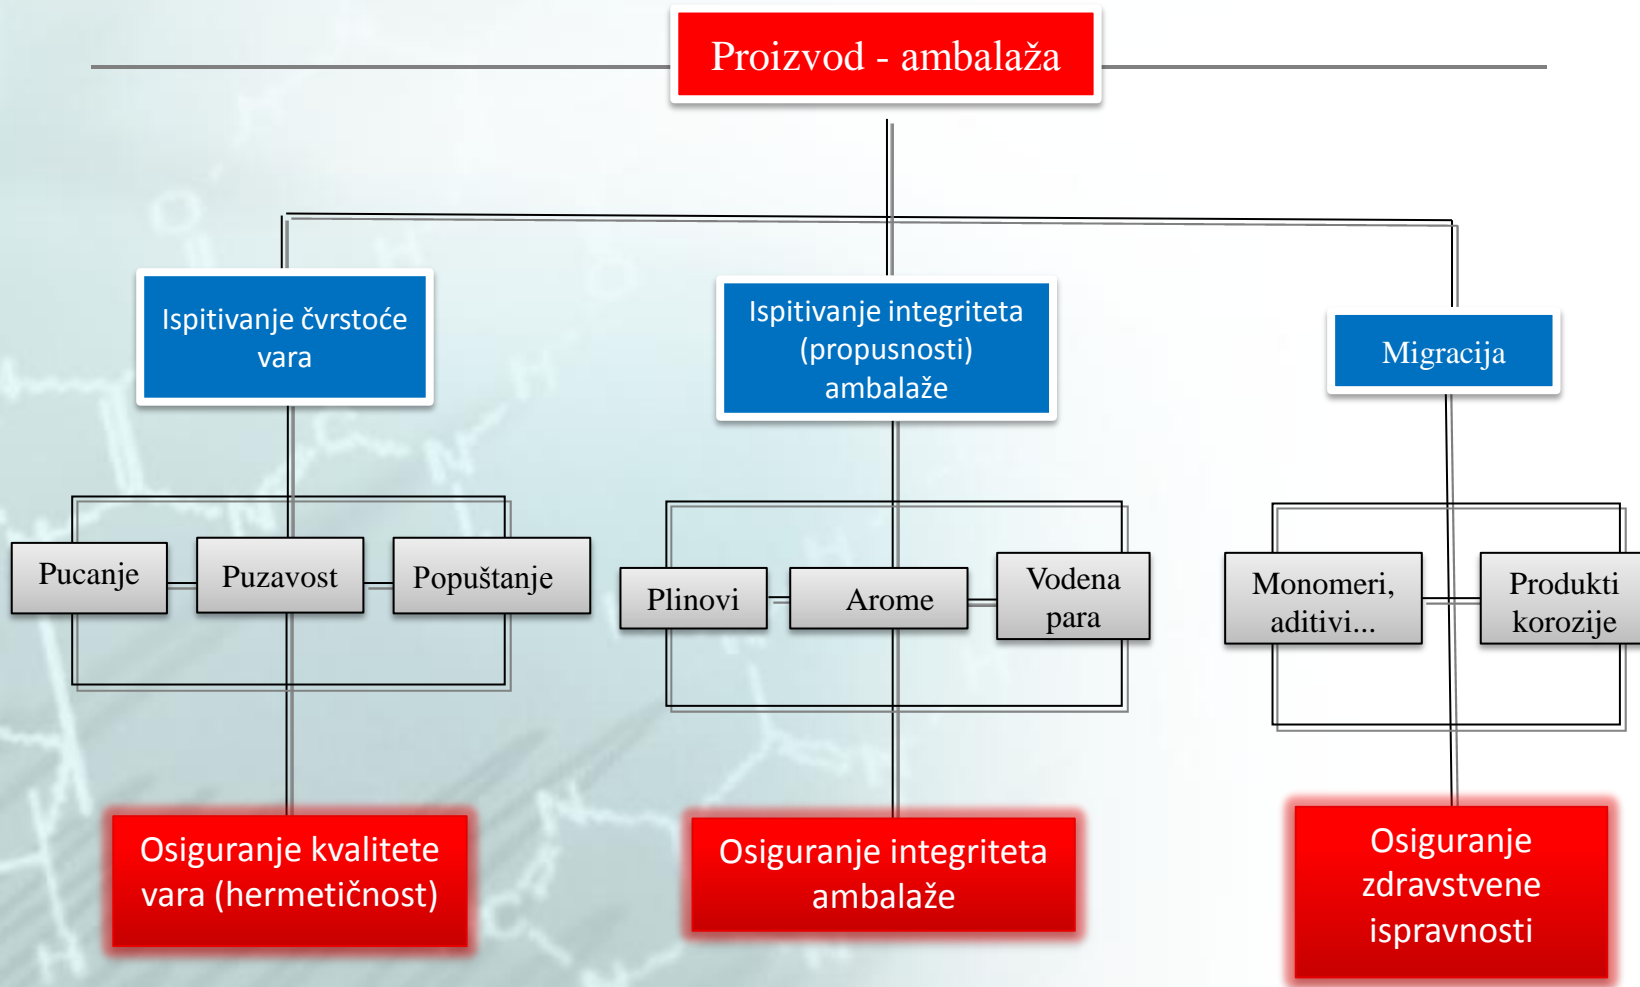 Proizvod - ambalaža
Ispitivanje čvrstoće
vara
Ispitivanje integriteta
(propusnosti)
ambalaže
Migracija
Pucanje
Puzavost
Popuštanje
Plinovi
Arome
Vodena
para
Monomeri,
aditivi...
Produkti
korozije
Osiguranje kvalitete
vara (hermetičnost)
Osiguranje integriteta
ambalaže
Osiguranje
zdravstvene
ispravnosti